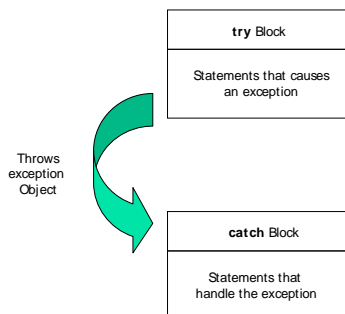 try Block
Statements that causes
an exception
Throws
exception
Object
catch Block
Statements that
handle the exception